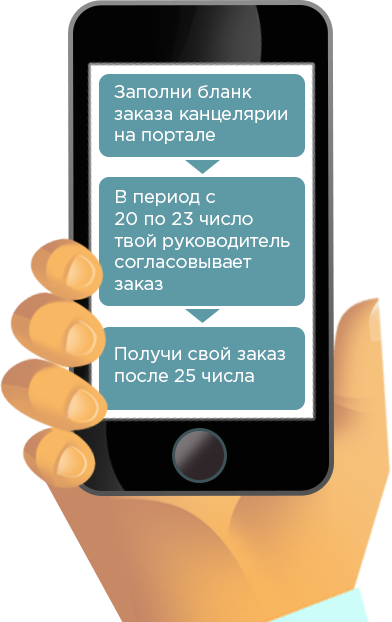 Заполни бланк
заказа канцелярии
на портале
В период с
20 по 23 число
твой руководитель
согласовывает
заказ
Получи свой заказ
после 25 числа